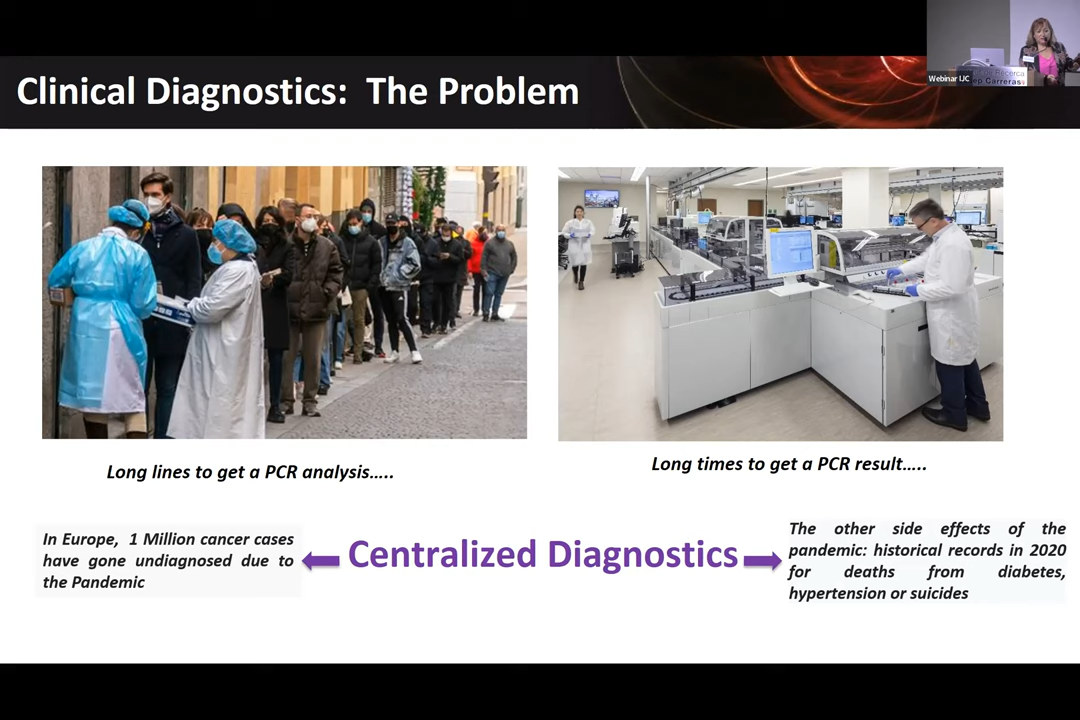 Clinical Diagnostics: The Problem
Webinar IJC
Long lines to get a PCR analysis…..
Long times to get a PCR result…..
In Europe, 1 Million cancer cases
have gone undiagnosed due to
the Pandemic
Centralized Diagnostics
The other side effects of the
pandemic: historical records in 2020
for deaths from diabetes,
hypertension or suicides